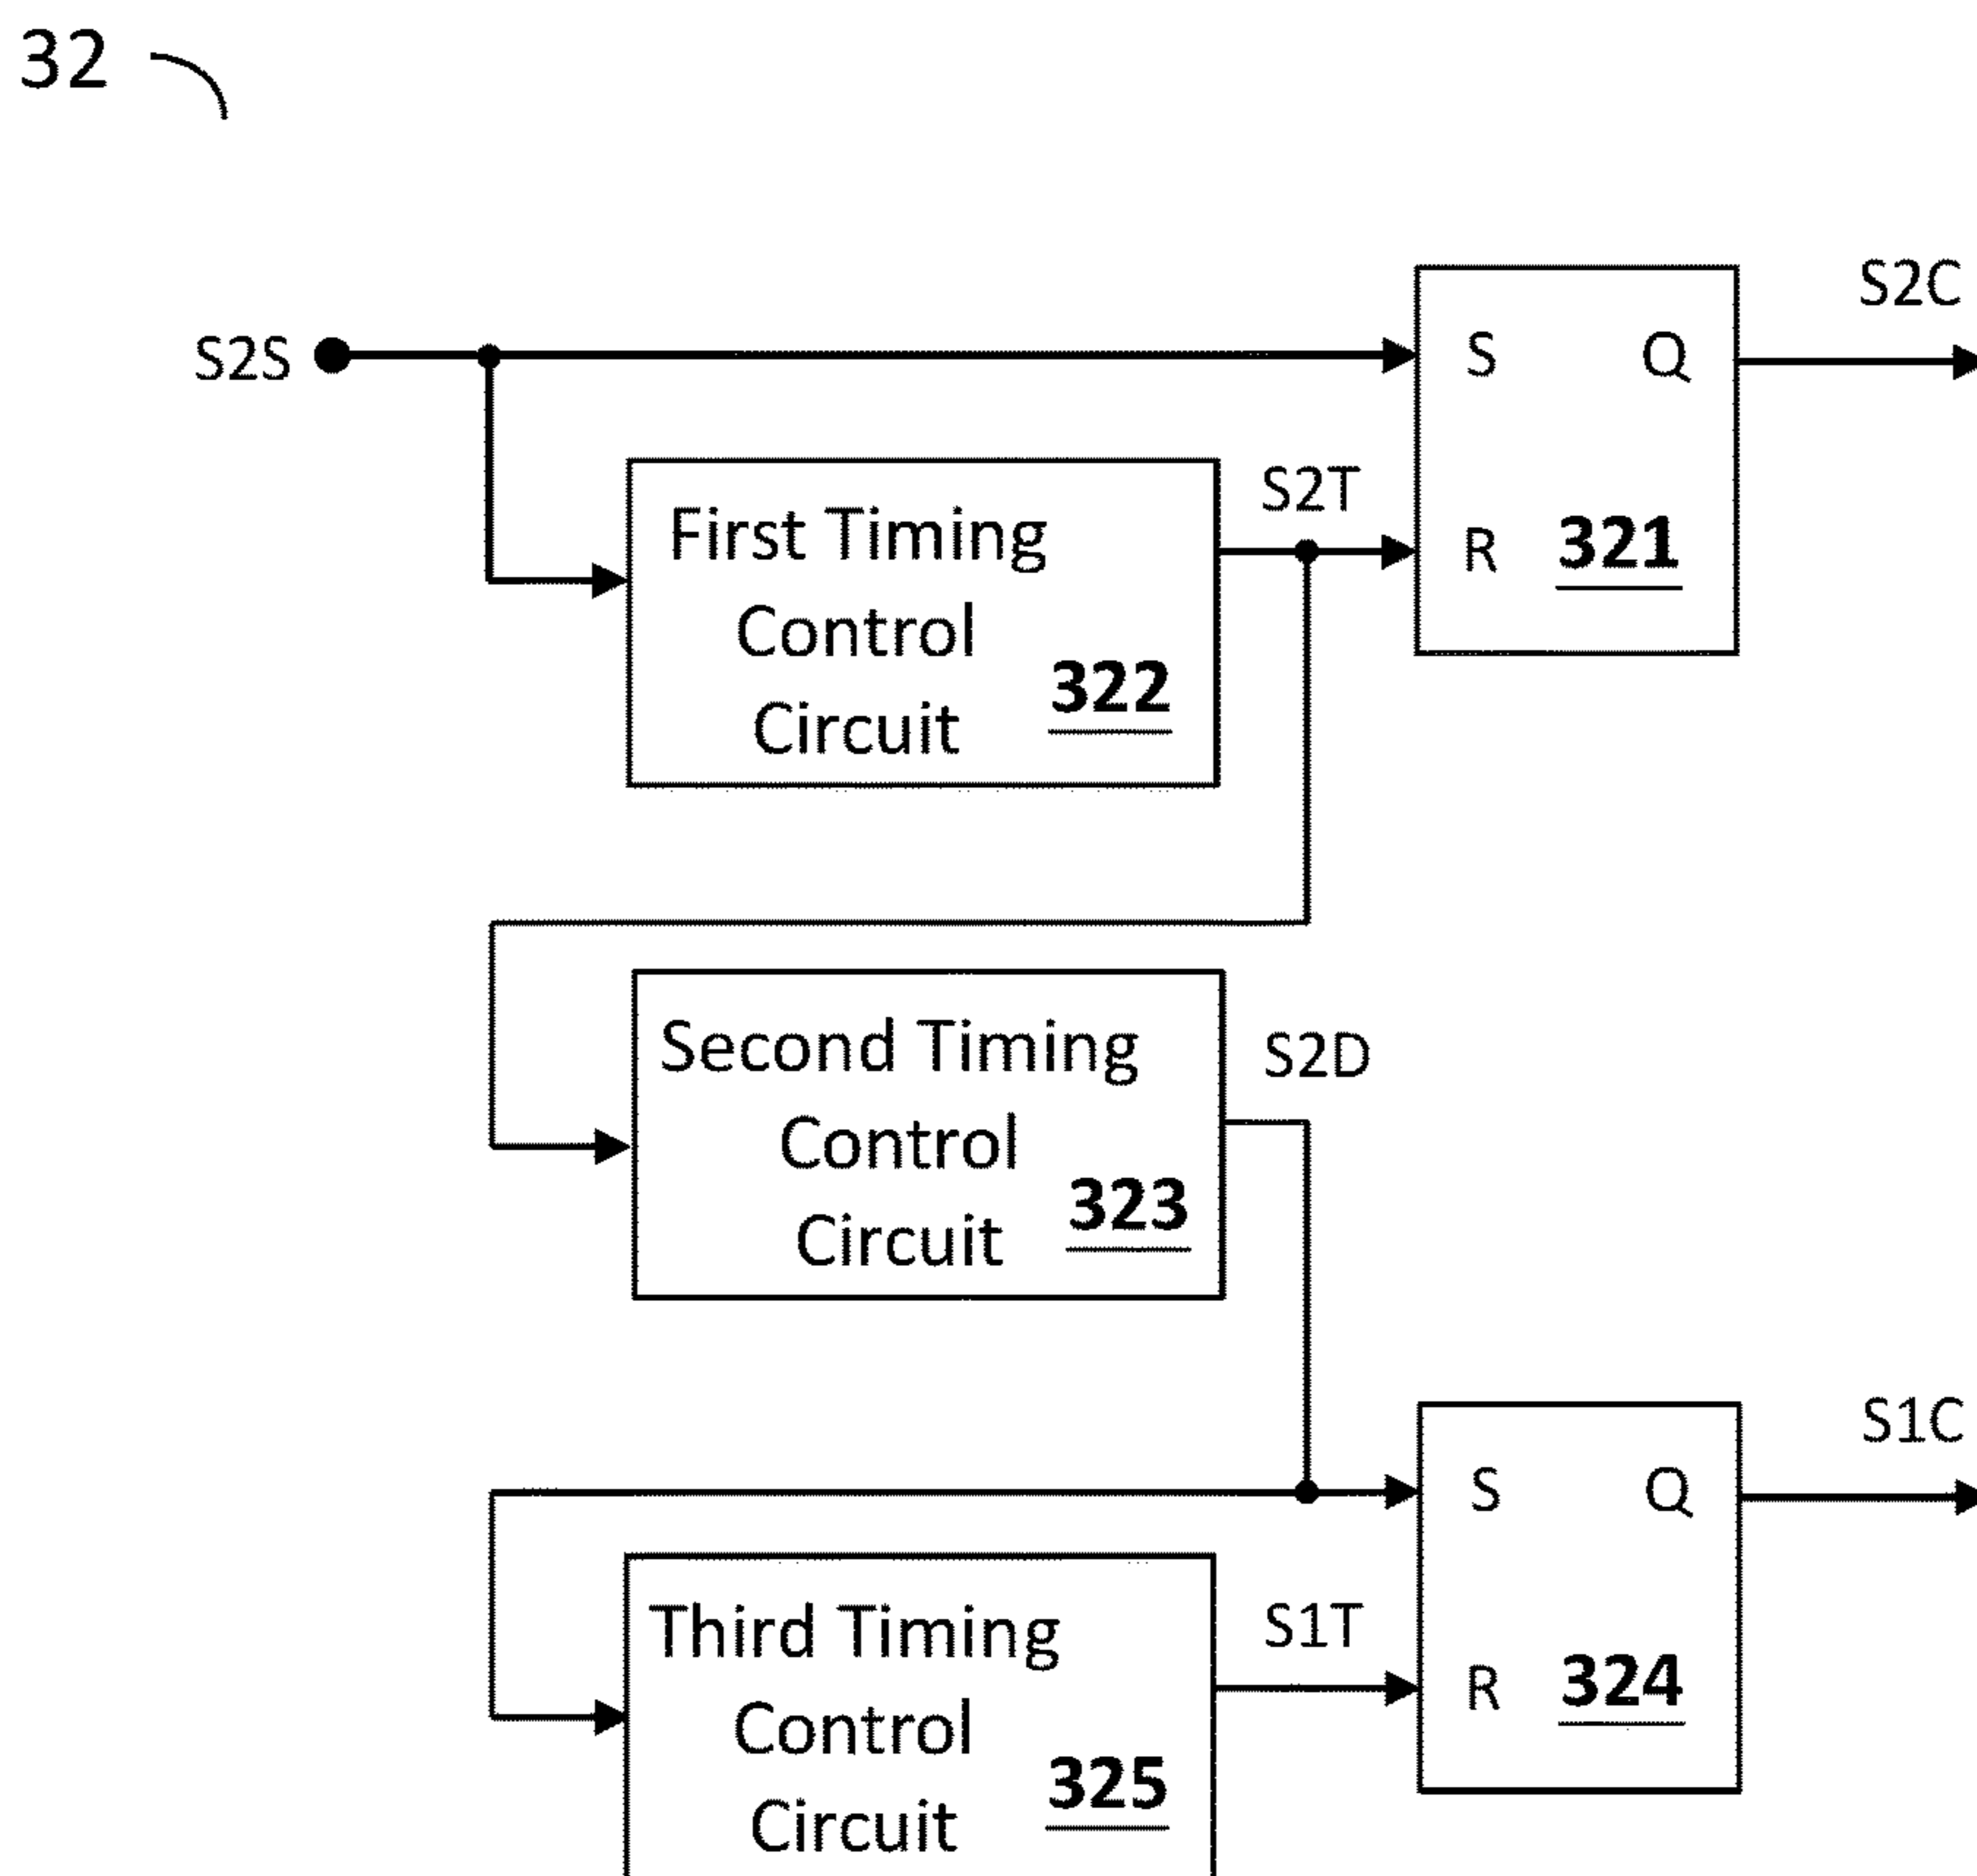 32
S2C
S2S
S
Q
S2T
First Timing
Control
Circuit
322
R
321
Second Timing
Control
Circuit
323
S2D
S1C
S
Q
Third Timing
Control
Circuit
325
S1T
R
324